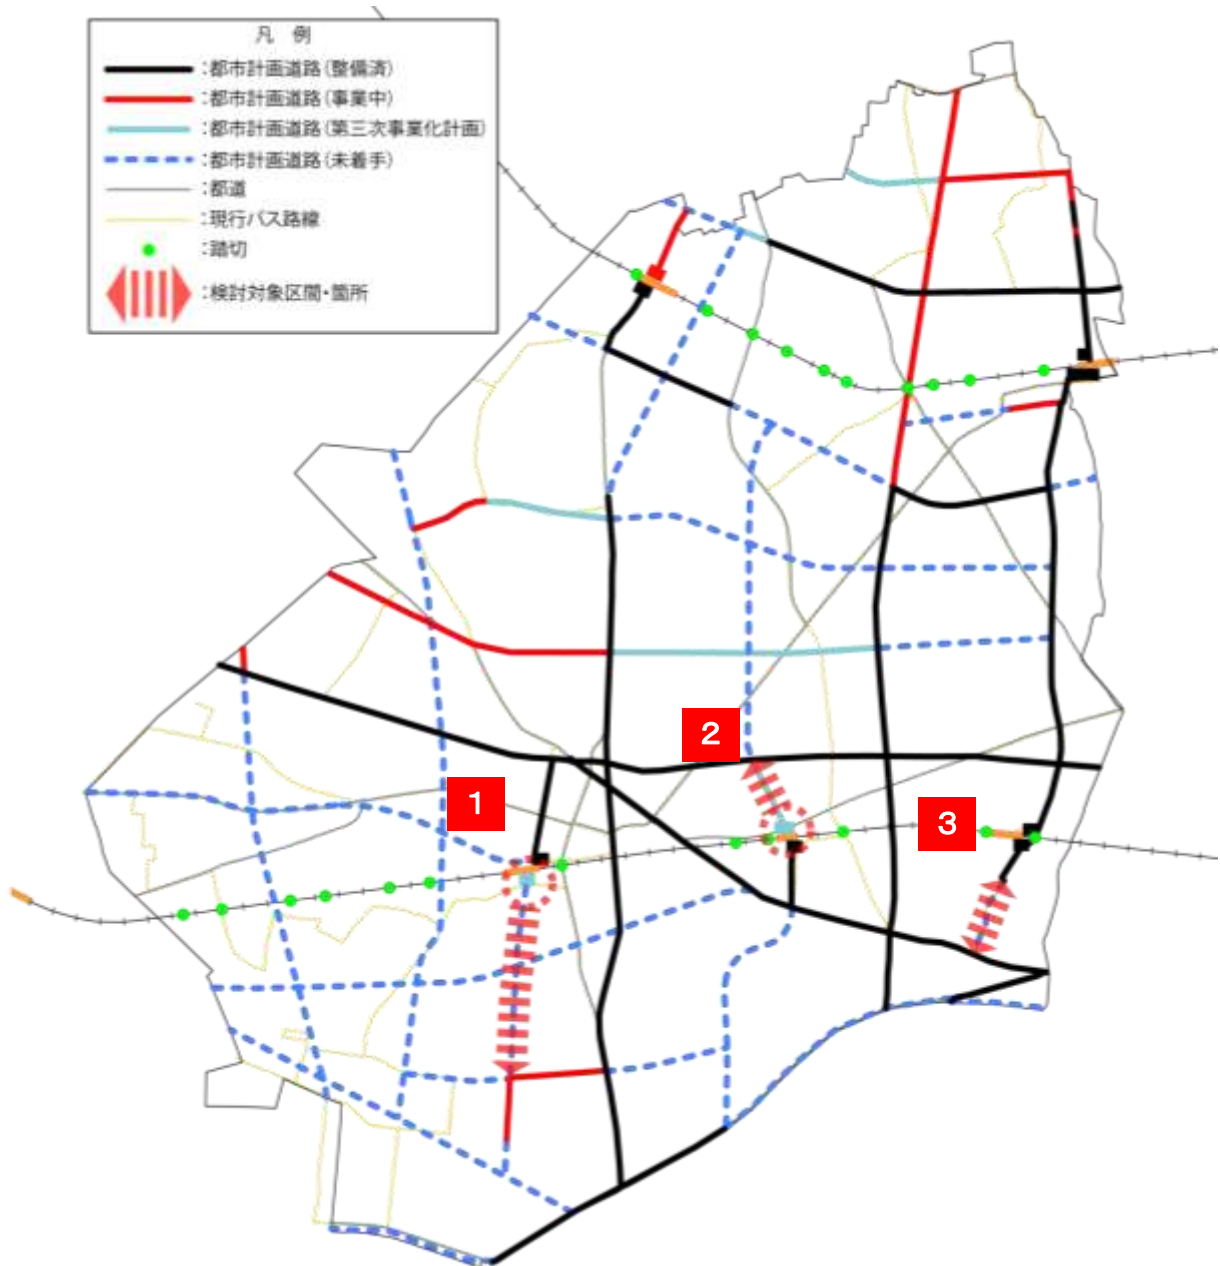 凡 例
：都市計画道路（整備済）
：都市計画道路（事業中）
：都市計画道路（第三次事業化計画）
：都市計画道路（未着手）
：都道
：現行バス路線
：踏切
：検討対象区間・箇所
2
1
3